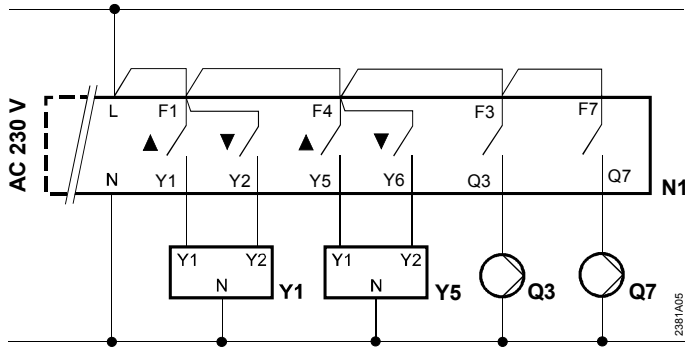 AC 230 V
L F1 F4 F3 F7
N Y1 Y2 Y5 Y6 Q3 Q7
N1
Y1 Y2 Y1 Y2
N Y1 N Y5 Q3 Q7
2381A05